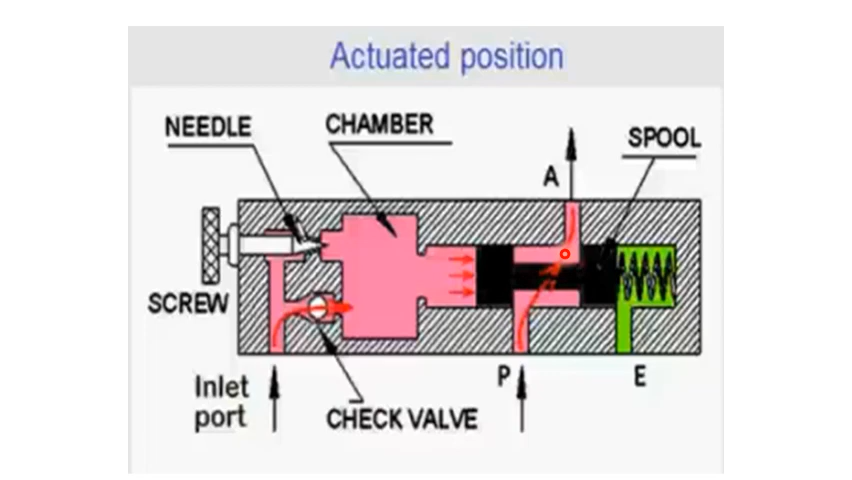 Actuated position
NEEDLE
CHAMBER
SPOOL
A
SCREW
Inlet
port
CHECK VALVE
P
E